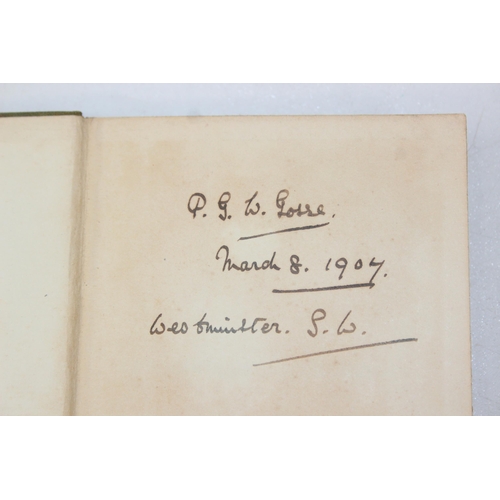 P. G. W. Gosse.
March 8. 1907.
Westminster. S. W.